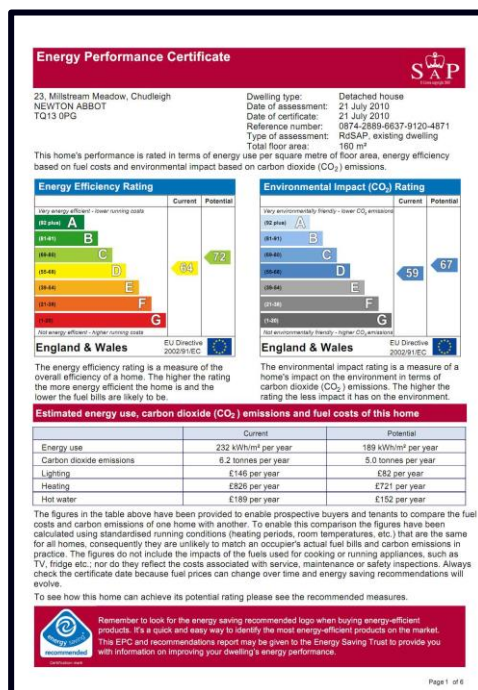 Energy Performance Certificate
SAP
23, Millstream Meadow, Chudleigh
NEWTON ABBOT
TQ13 0PG
Dwelling type: Detached house
Date of assessment: 21 July 2010
Date of certificate: 21 July 2010
Reference number: 0874-2889-6637-9120-4871
Type of assessment: RdSAP, existing dwelling
Total floor area: 160 m²
This home's performance is rated in terms of energy use per square metre of floor area, energy efficiency
based on fuel costs and environmental impact based on carbon dioxide (CO₂) emissions.
Energy Efficiency Rating
Current Potential
Very energy efficient - lower running costs
(92 plus) A
(81-91) B
(69-80) C
(55-68) D
(39-54) E
(21-38) F
(1-20) G
64
72
Not energy efficient - higher running costs
England & Wales
EU Directive
2002/91/EC
Environmental Impact (CO₂) Rating
Current Potential
Very environmentally friendly - lower CO₂ emissions
(92 plus) A
(81-91) B
(69-80) C
(55-68) D
(39-54) E
(21-38) F
(1-20) G
59
67
Not environmentally friendly - higher CO₂ emissions
England & Wales
EU Directive
2002/91/EC
The energy efficiency rating is a measure of the
overall efficiency of a home. The higher the rating
the more energy efficient the home is and the
lower the fuel bills are likely to be.
The environmental impact rating is a measure of a
home's impact on the environment in terms of
carbon dioxide (CO₂) emissions. The higher the
rating the less impact it has on the environment.
Estimated energy use, carbon dioxide (CO₂) emissions and fuel costs of this home
Current Potential
Energy use 232 kWh/m² per year 189 kWh/m² per year
Carbon dioxide emissions 6.2 tonnes per year 5.0 tonnes per year
Lighting £146 per year £82 per year
Heating £826 per year £721 per year
Hot water £189 per year £152 per year
The figures in the table above have been provided to enable prospective buyers and tenants to compare the fuel
costs and carbon emissions of one home with another. To enable this comparison the figures have been
calculated using standardised running conditions (heating periods, room temperatures, etc.) that are the same
for all homes, consequently they are unlikely to match an occupier's actual fuel bills and carbon emissions in
practice. The figures do not include the impacts of the fuels used for cooking or running appliances, such as
TV, fridge etc.; nor do they reflect the costs associated with service, maintenance or safety inspections. Always
check the certificate date because fuel prices can change over time and energy saving recommendations will
evolve.
To see how this home can achieve its potential rating please see the recommended measures.
energy saving
recommended
Certification mark
Remember to look for the energy saving recommended logo when buying energy-efficient
products. It's a quick and easy way to identify the most energy-efficient products on the market.
This EPC and recommendations report may be given to the Energy Saving Trust to provide you
with information on improving your dwelling's energy performance.
Page 1 of 6